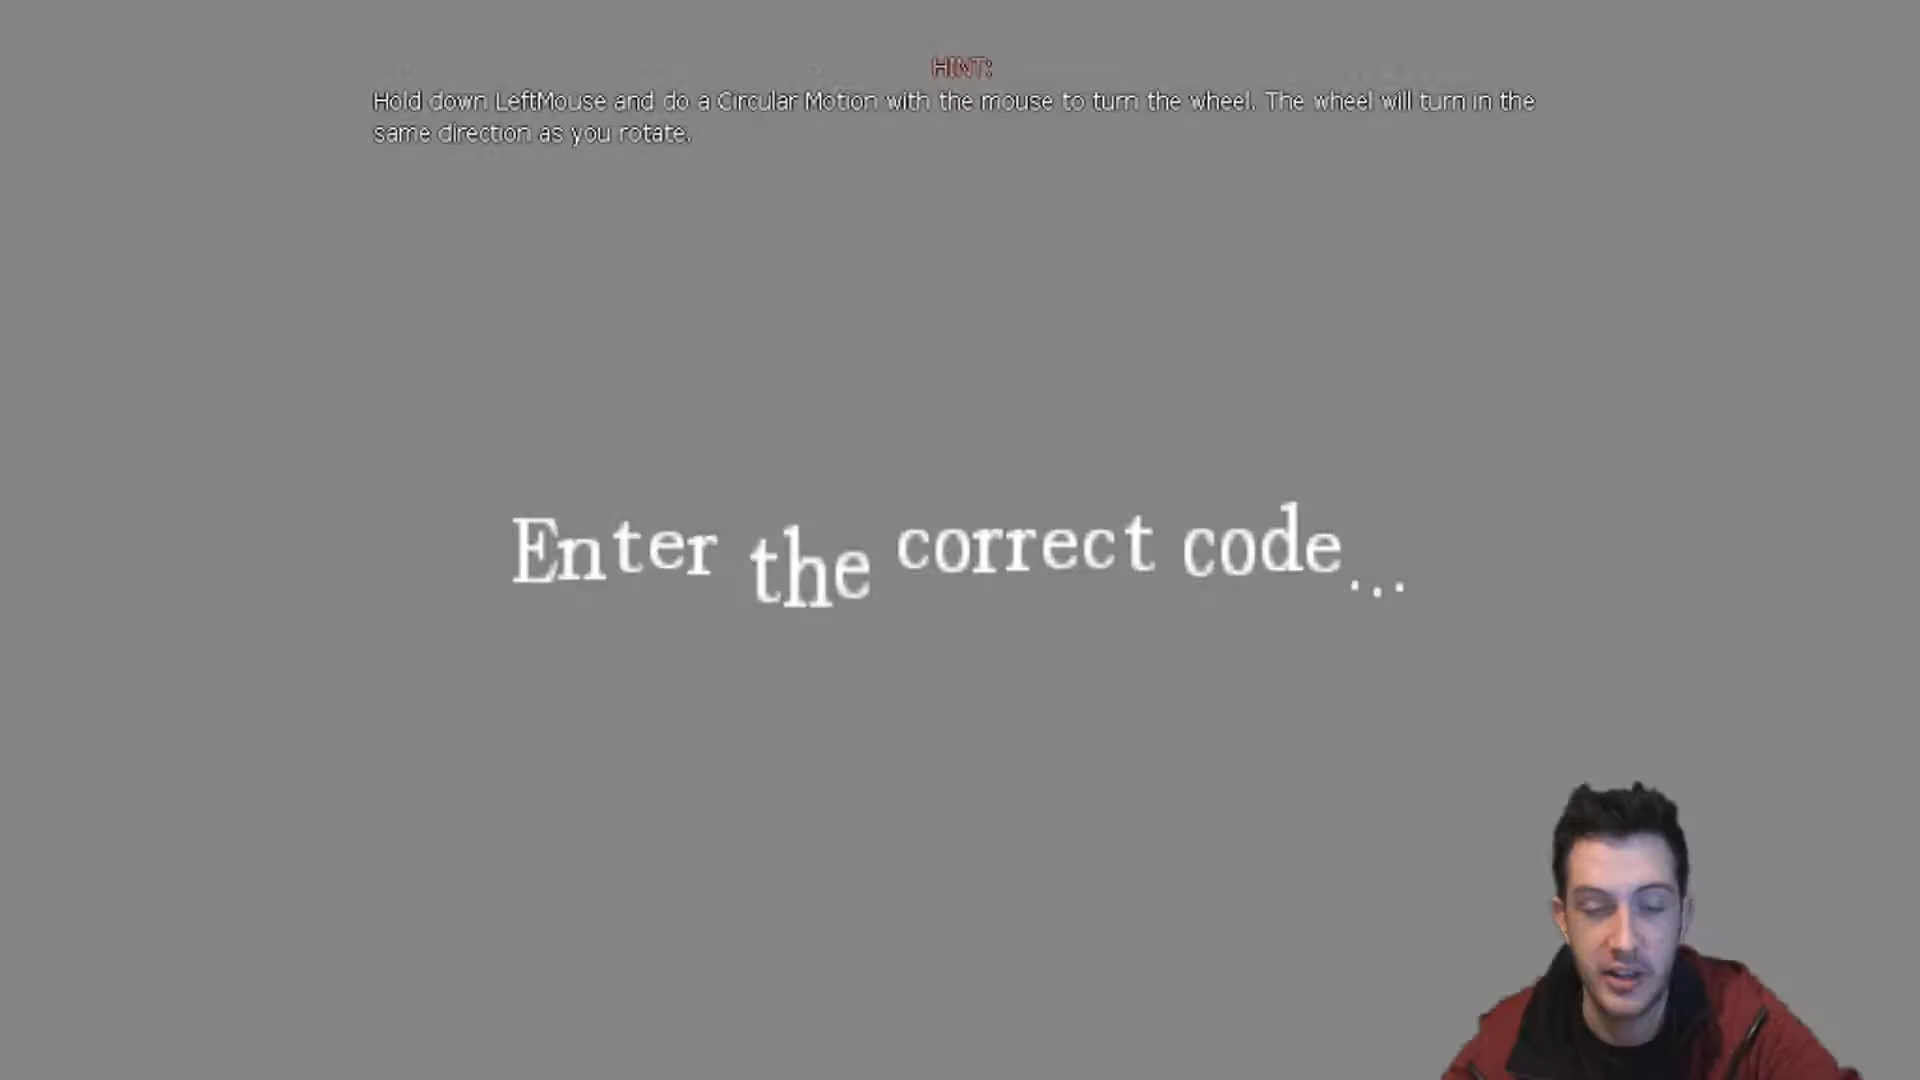 HINT:
Hold down LeftMouse and do a Circular Motion with the mouse to turn the wheel. The wheel will turn in the
same direction as you rotate.
Enter the correct code...